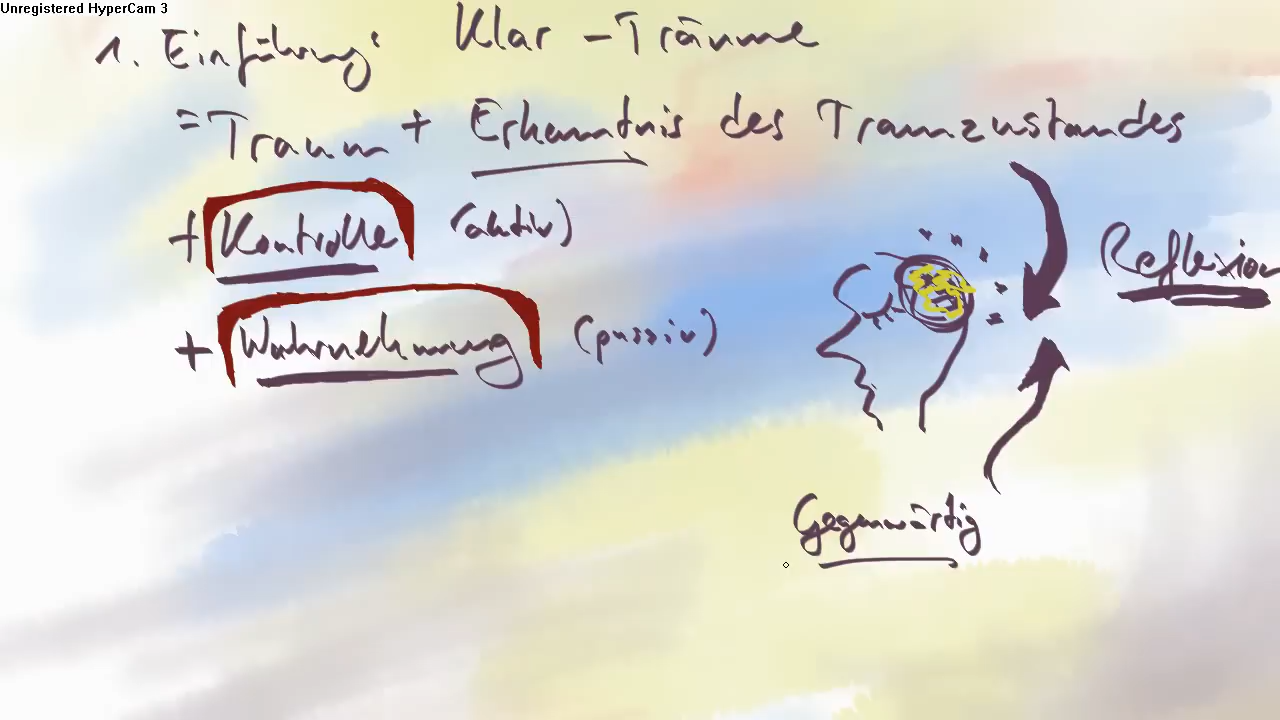 Unregistered HyperCam 3
1. Einführung: Klar-Träume
= Traum + Erkenntnis des Traumzustandes
+ Kontrolle (aktiv)
+ Wahrnehmung (passiv)
Reflexion
Gegenwärtig